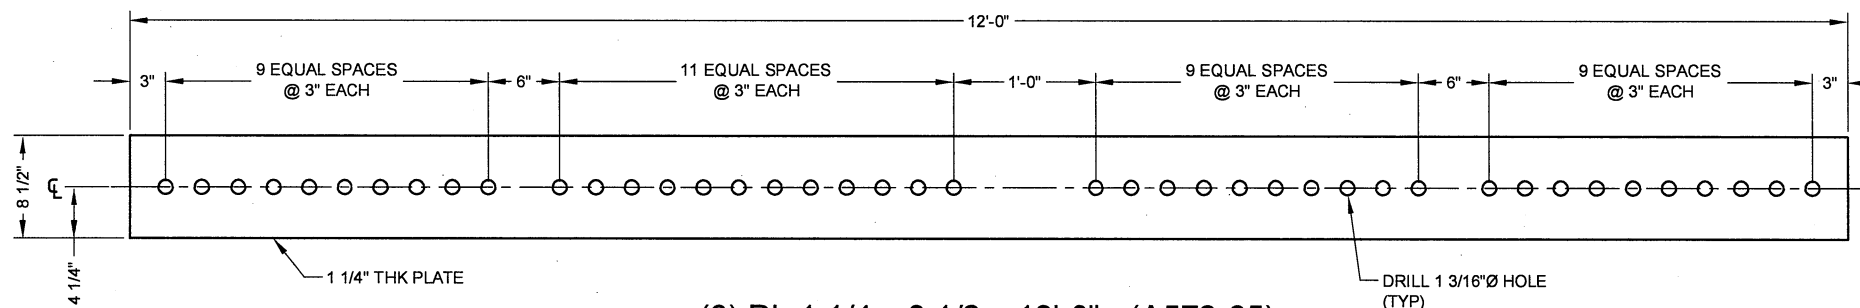 12'-0"
3"
9 EQUAL SPACES
@ 3" EACH
6"
11 EQUAL SPACES
@ 3" EACH
1'-0"
9 EQUAL SPACES
@ 3" EACH
6"
9 EQUAL SPACES
@ 3" EACH
3"
8 1/2"
℄
4 1/4"
1 1/4" THK PLATE
DRILL 1 3/16"Ø HOLE
(TYP)